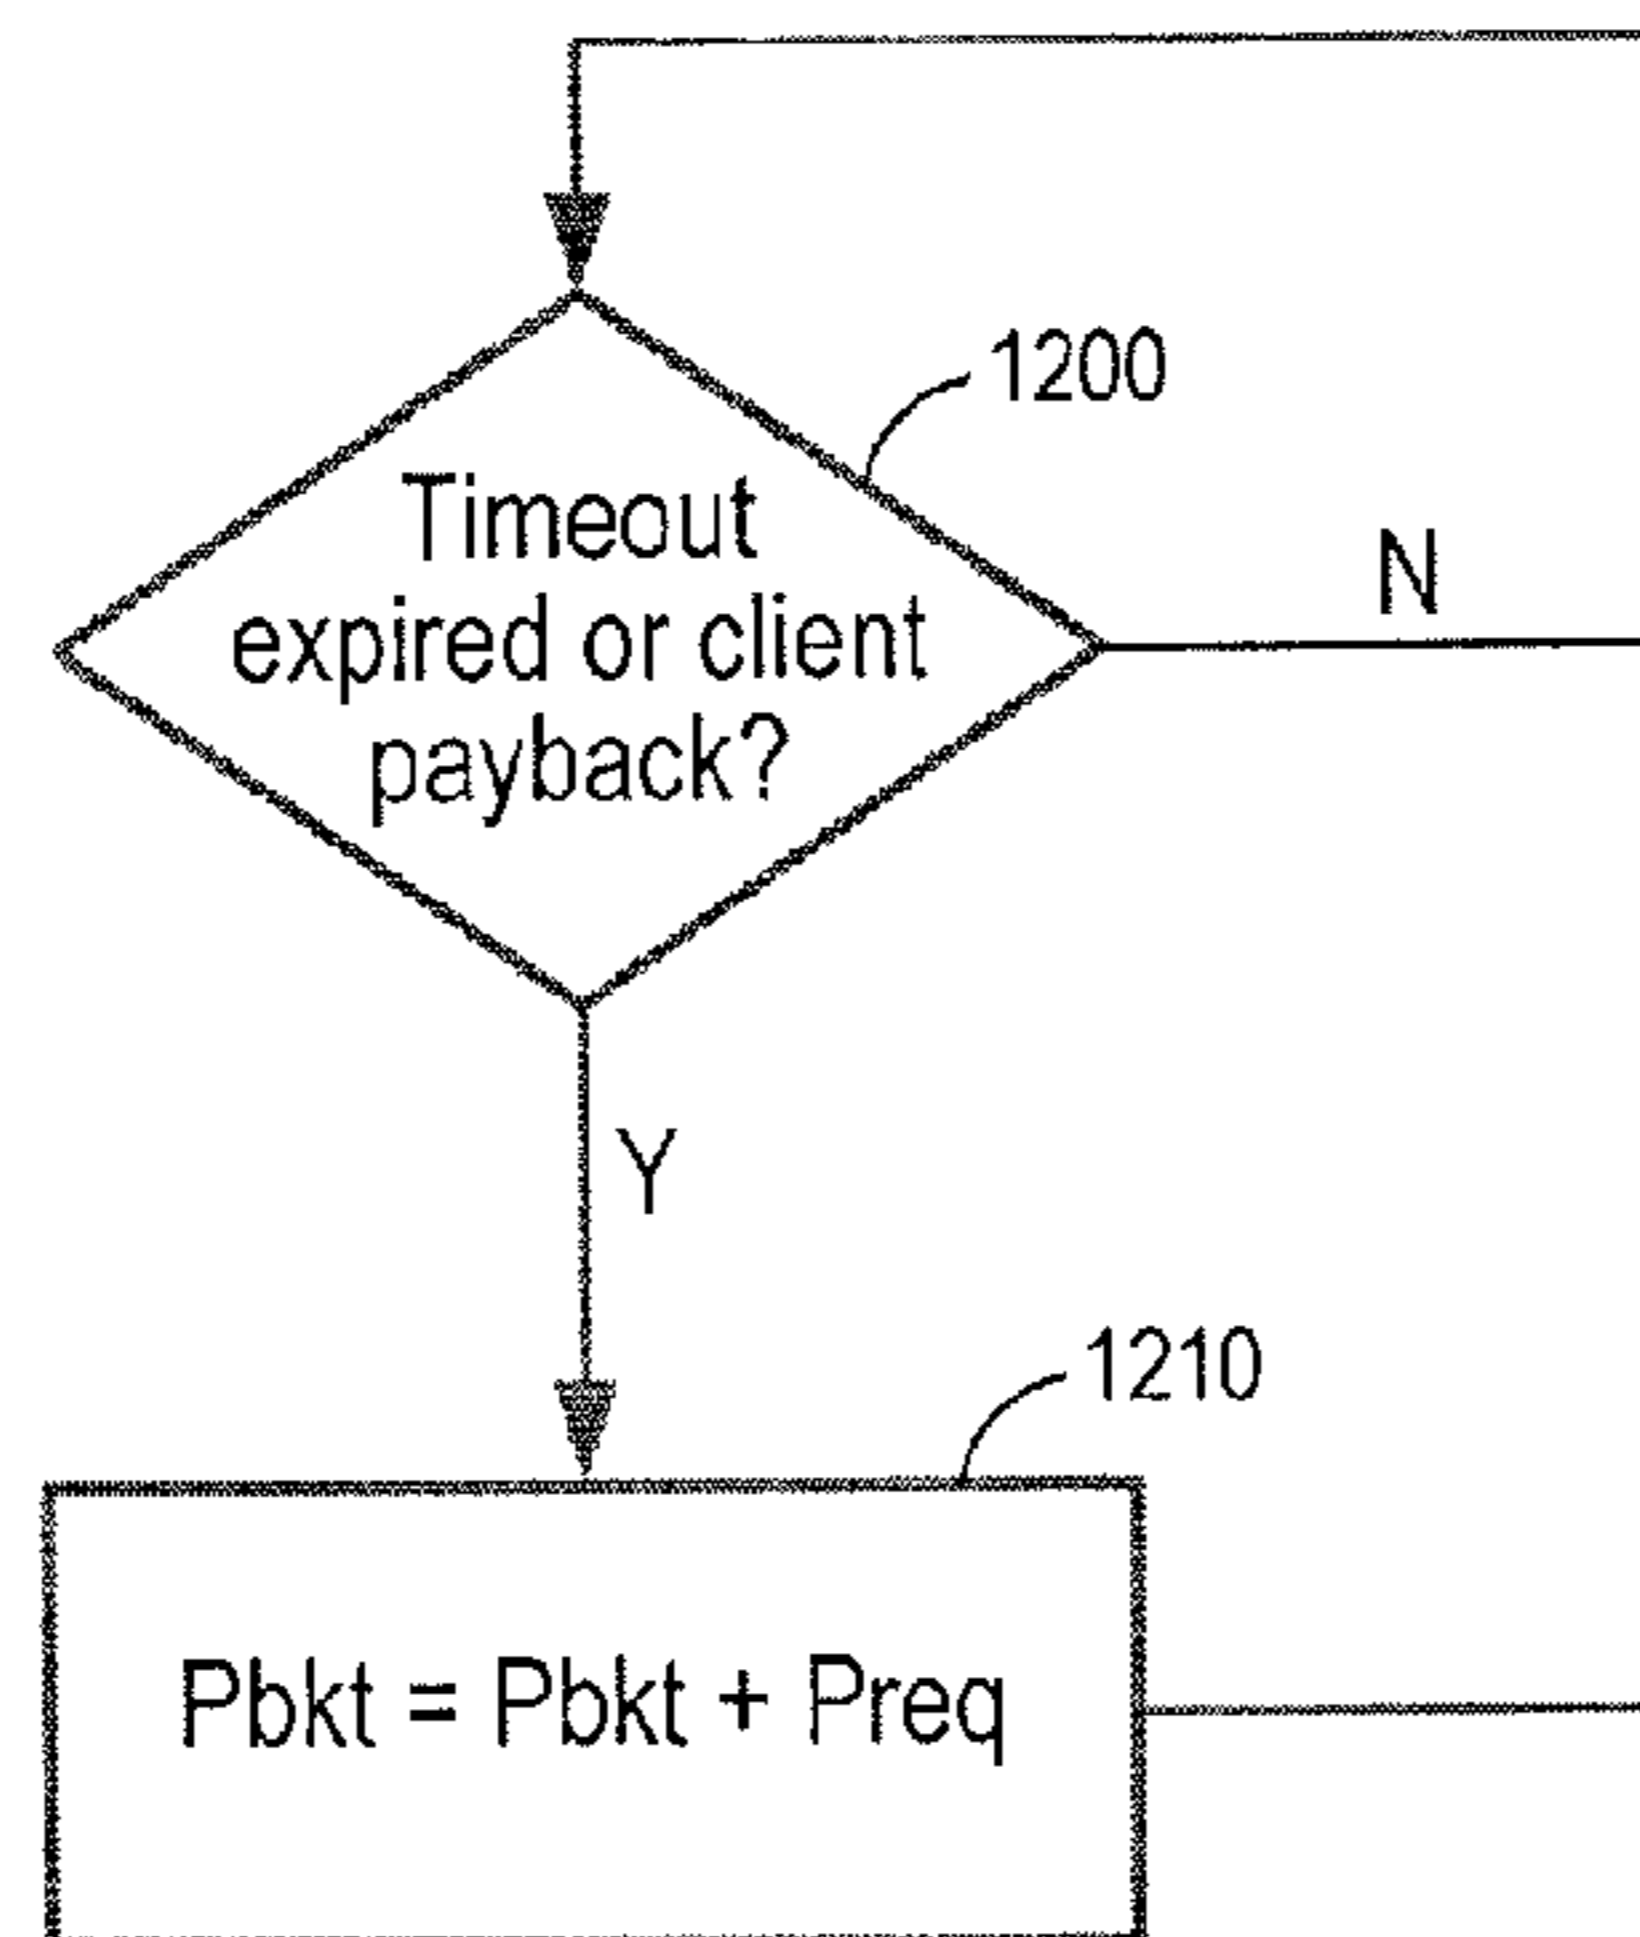 1200
Timeout
expired or client
payback?
N
Y
1210
Pbkt = Pbkt + Preq